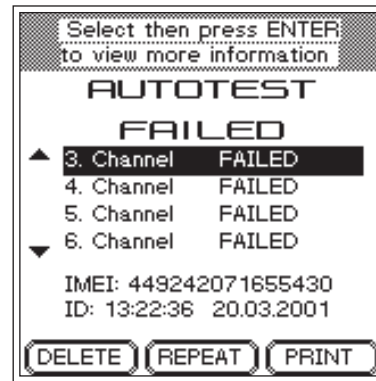 Select then press ENTER
to view more information
AUTOTEST
FAILED
3. Channel FAILED
4. Channel FAILED
5. Channel FAILED
6. Channel FAILED
IMEI: 449242071655430
ID: 13:22:36 20.03.2001
DELETE REPEAT PRINT